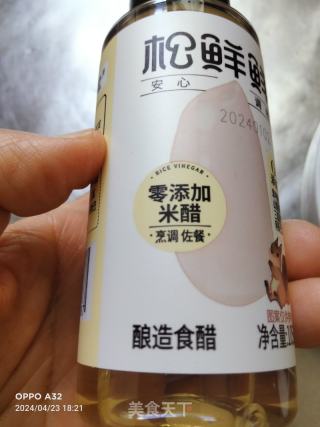 松鲜鲜
安心
20240102
RICE VINEGAR
零添加
米醋
烹调 佐餐
酿造食醋
净含量
OPPO A32
2024/04/23 18:21
美食天下